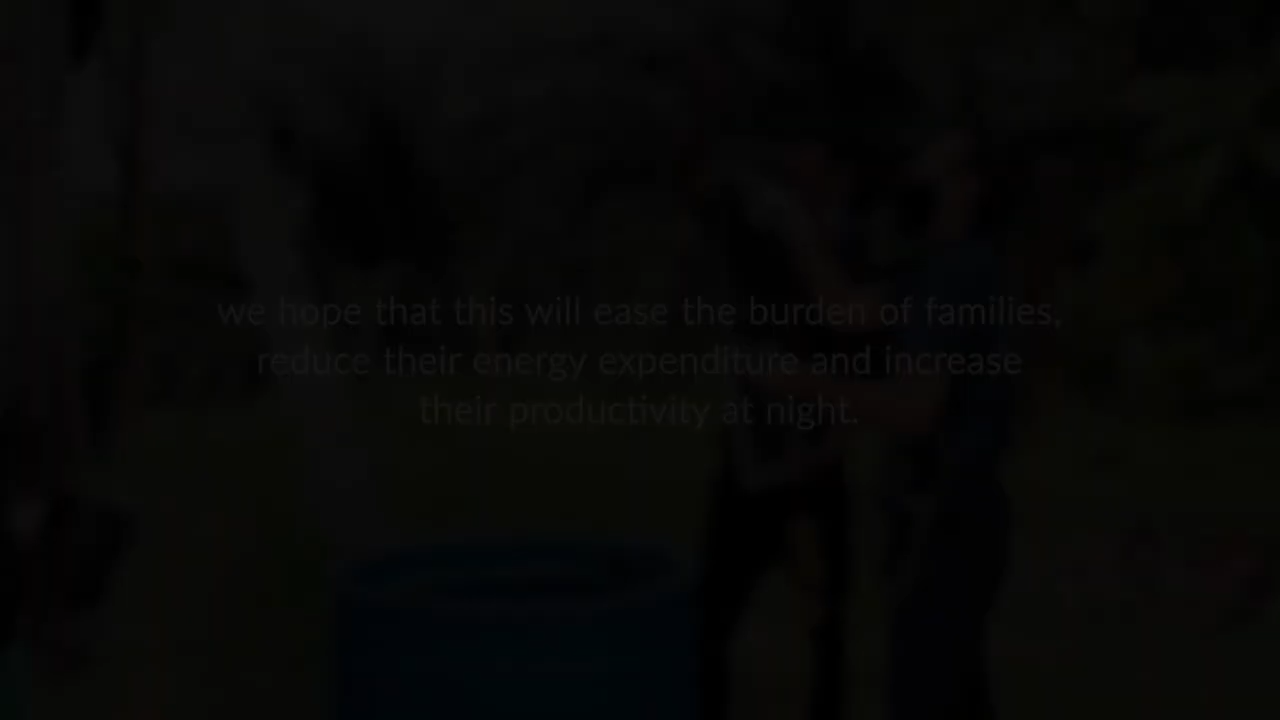 we hope that this will ease the burden of families,
reduce their energy expenditure and increase
their productivity at night.